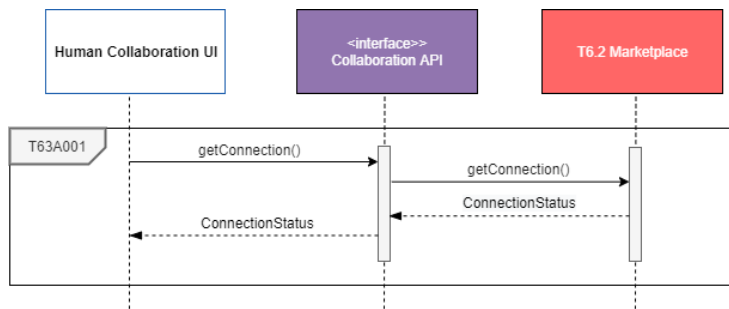 Human Collaboration UI
<interface>>
Collaboration API
T6.2 Marketplace
T63A001
getConnection()
getConnection()
ConnectionStatus
ConnectionStatus